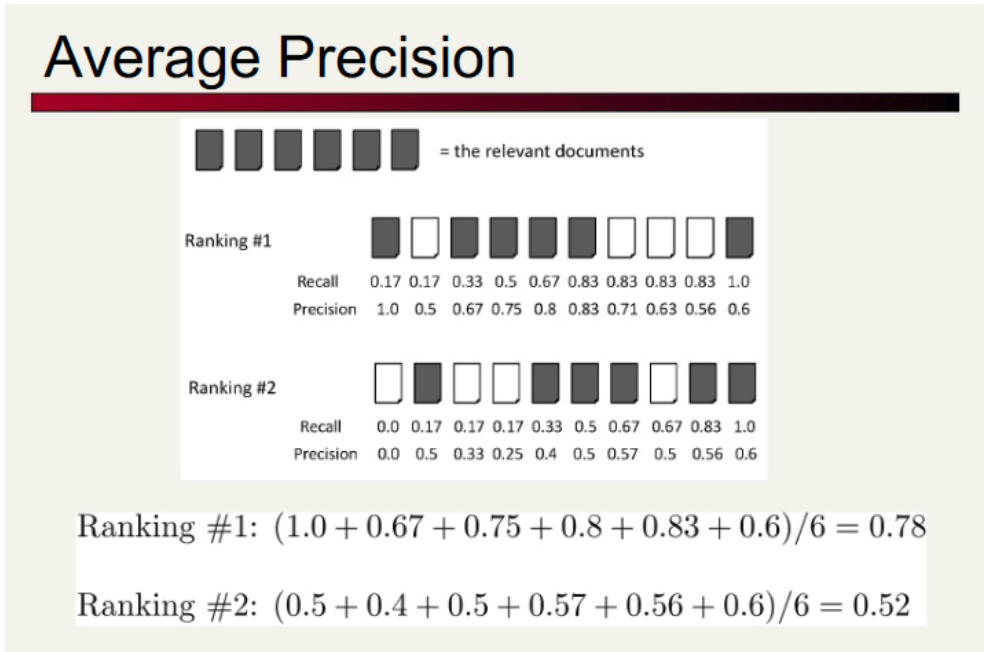 Average Precision
= the relevant documents
Ranking #1
Recall 0.17 0.17 0.33 0.5 0.67 0.83 0.83 0.83 0.83 1.0
Precision 1.0 0.5 0.67 0.75 0.8 0.83 0.71 0.63 0.56 0.6
Ranking #2
Recall 0.0 0.17 0.17 0.17 0.33 0.5 0.67 0.67 0.83 1.0
Precision 0.0 0.5 0.33 0.25 0.4 0.5 0.57 0.5 0.56 0.6
Ranking #1: (1.0 + 0.67 + 0.75 + 0.8 + 0.83 + 0.6)/6 = 0.78
Ranking #2: (0.5 + 0.4 + 0.5 + 0.57 + 0.56 + 0.6)/6 = 0.52